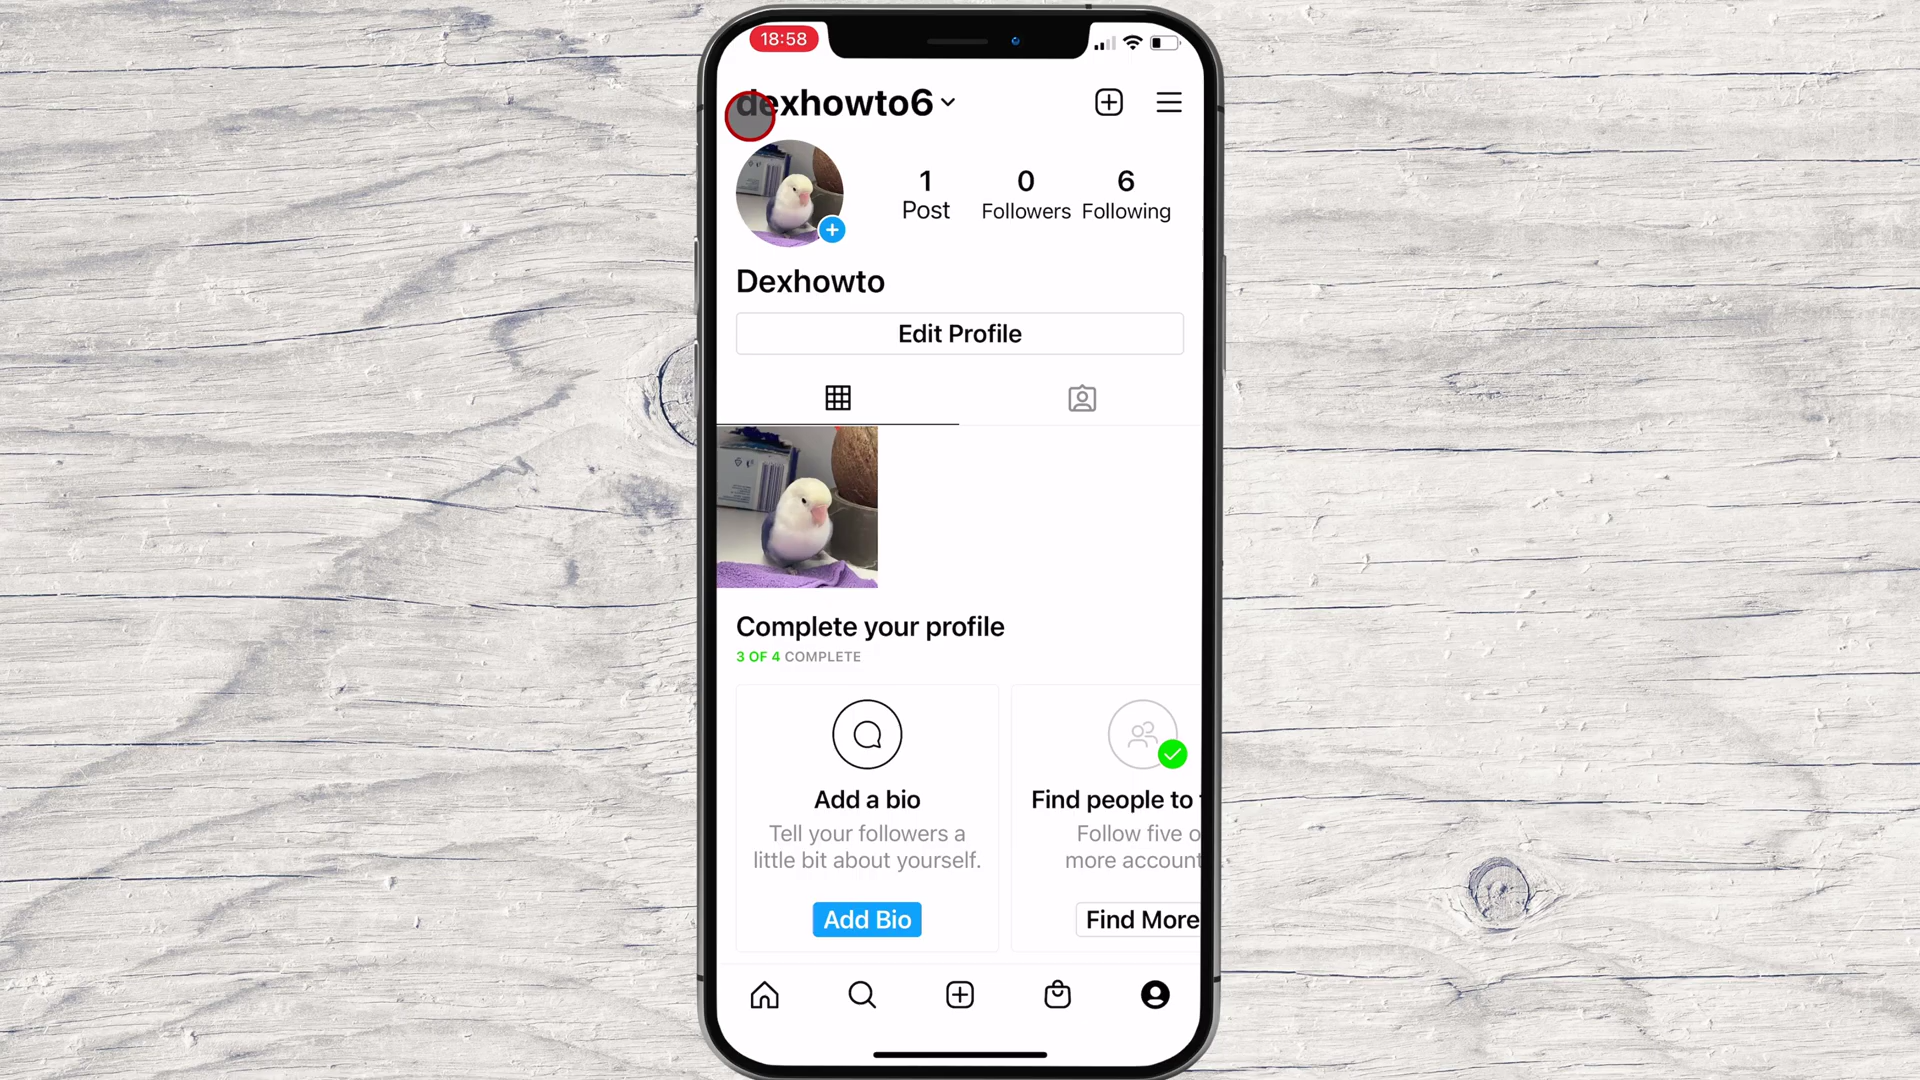 18:58
dexhowto6
1 0 6
Post Followers Following
Dexhowto
Edit Profile
Complete your profile
3 OF 4 COMPLETE
Add a bio
Tell your followers a
little bit about yourself.
Add Bio
Find people to
Follow five o
more account
Find More